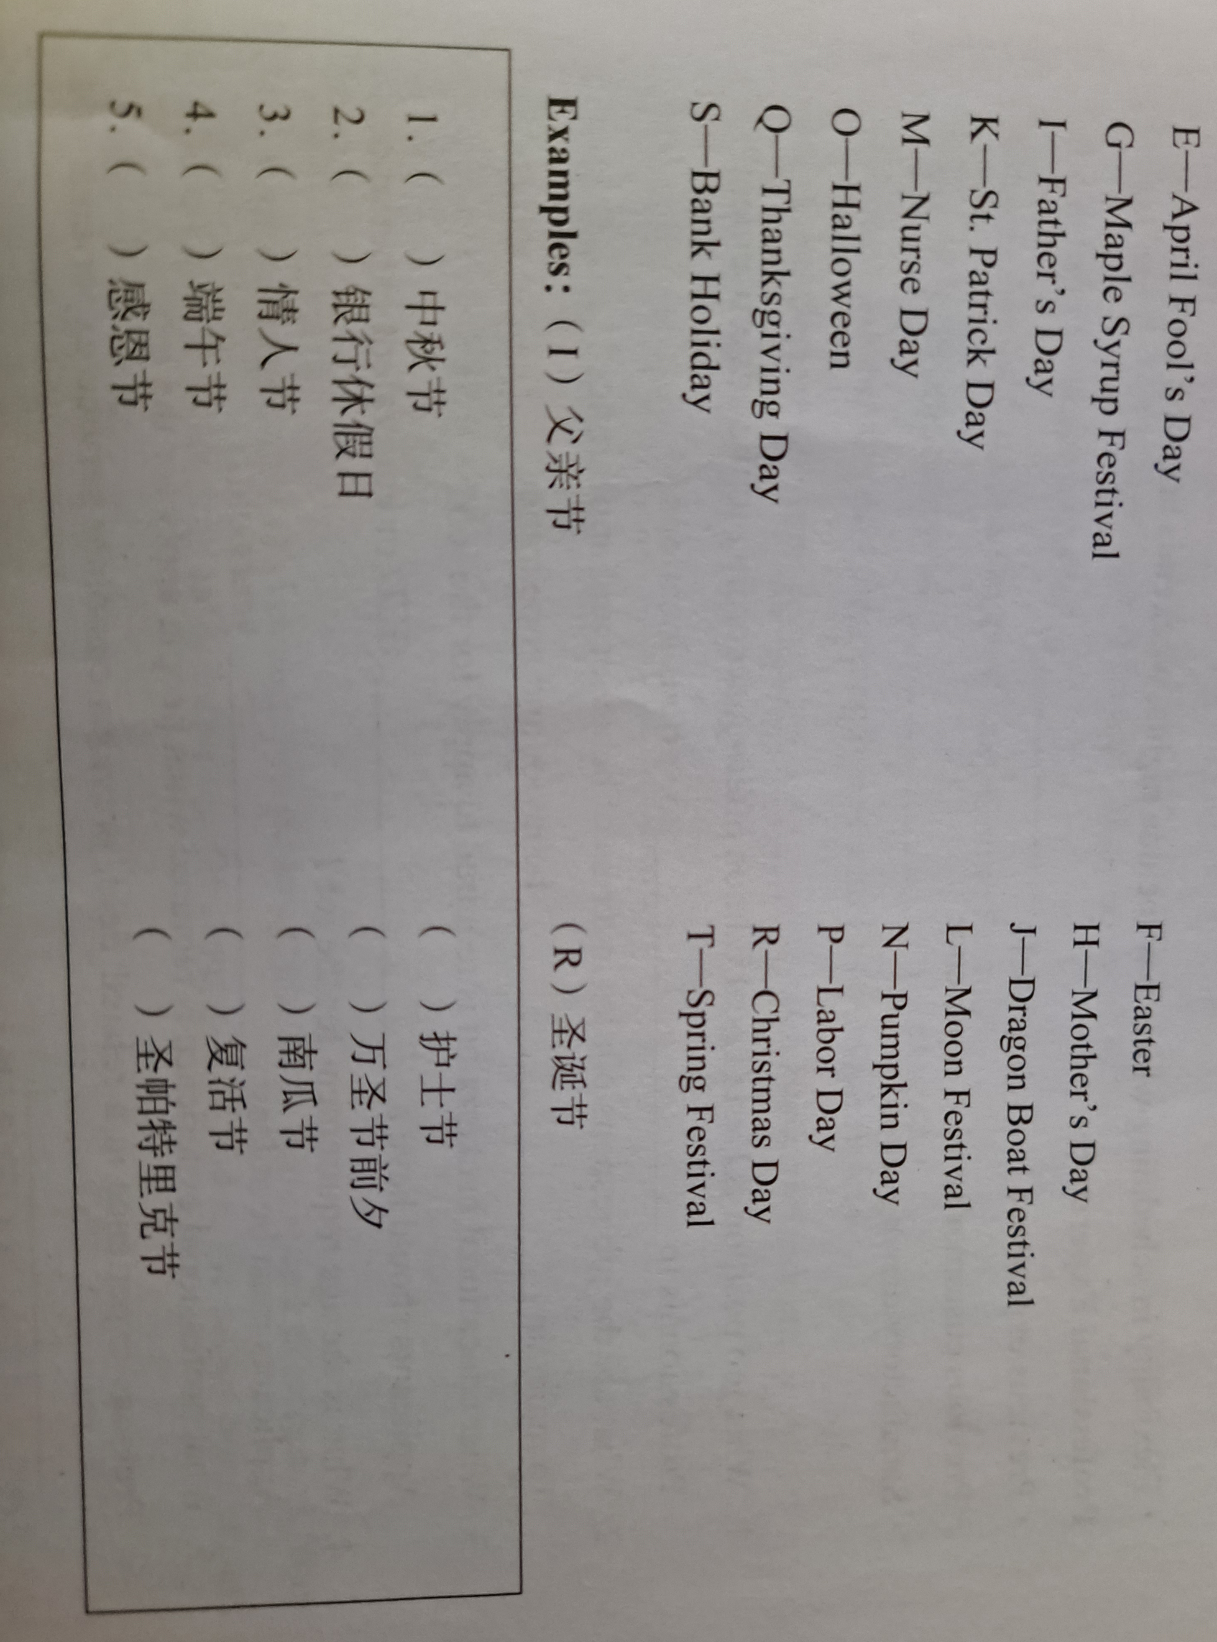 E—April Fool's Day F—Easter
G—Maple Syrup Festival H—Mother's Day
I—Father's Day J—Dragon Boat Festival
K—St. Patrick Day L—Moon Festival
M—Nurse Day N—Pumpkin Day
O—Halloween P—Labor Day
Q—Thanksgiving Day R—Christmas Day
S—Bank Holiday T—Spring Festival
Examples: ( I ) 父亲节 ( R ) 圣诞节
1. ( ) 中秋节 ( ) 护士节
2. ( ) 银行休假日 ( ) 万圣节前夕
3. ( ) 情人节 ( ) 南瓜节
4. ( ) 端午节 ( ) 复活节
5. ( ) 感恩节 ( ) 圣帕特里克节